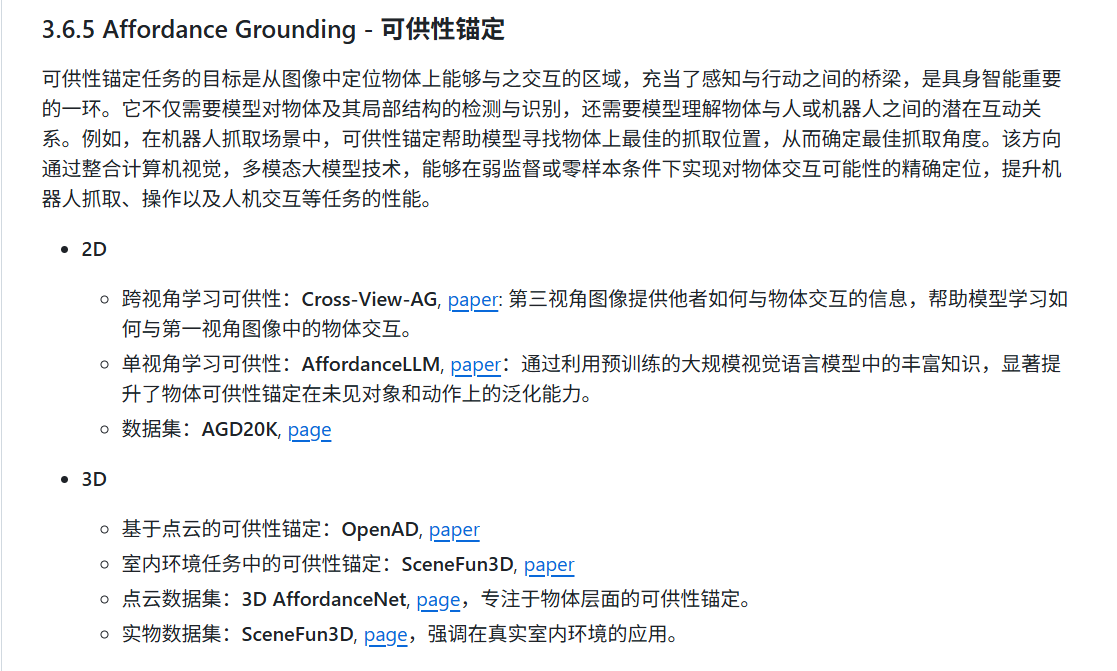 3.6.5 Affordance Grounding - 可供性锚定
可供性锚定任务的目标是从图像中定位物体上能够与之交互的区域，充当了感知与行动之间的桥梁，是具身智能重要
的一环。它不仅需要模型对物体及其局部结构的检测与识别，还需要模型理解物体与人或机器人之间的潜在互动关
系。例如，在机器人抓取场景中，可供性锚定帮助模型寻找物体上最佳的抓取位置，从而确定最佳抓取角度。该方向
通过整合计算机视觉，多模态大模型技术，能够在弱监督或零样本条件下实现对物体交互可能性的精确定位，提升机
器人抓取、操作以及人机交互等任务的性能。
• 2D
◦ 跨视角学习可供性：Cross-View-AG, paper: 第三视角图像提供他者如何与物体交互的信息，帮助模型学习如
何与第一视角图像中的物体交互。
◦ 单视角学习可供性：AffordanceLLM, paper：通过利用预训练的大规模视觉语言模型中的丰富知识，显著提
升了物体可供性锚定在未见对象和动作上的泛化能力。
◦ 数据集：AGD20K, page
• 3D
◦ 基于点云的可供性锚定：OpenAD, paper
◦ 室内环境任务中的可供性锚定：SceneFun3D, paper
◦ 点云数据集：3D AffordanceNet, page，专注于物体层面的可供性锚定。
◦ 实物数据集：SceneFun3D, page，强调在真实室内环境的应用。